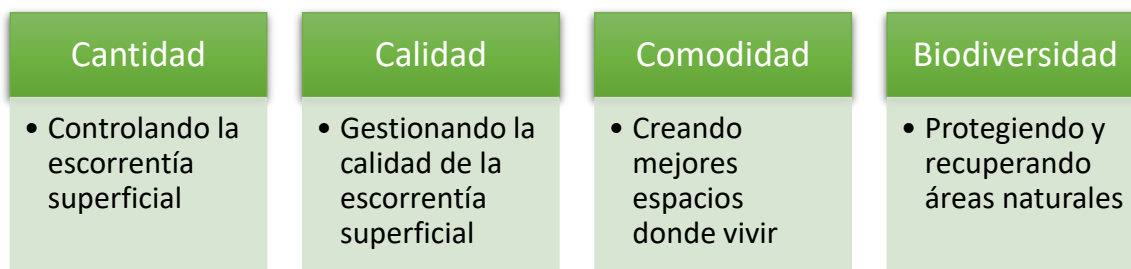 Cantidad
• Controlando la
escorrentía
superficial
Calidad
• Gestionando la
calidad de la
escorrentía
superficial
Comodidad
• Creando
mejores
espacios
donde vivir
Biodiversidad
• Protegiendo y
recuperando
áreas naturales